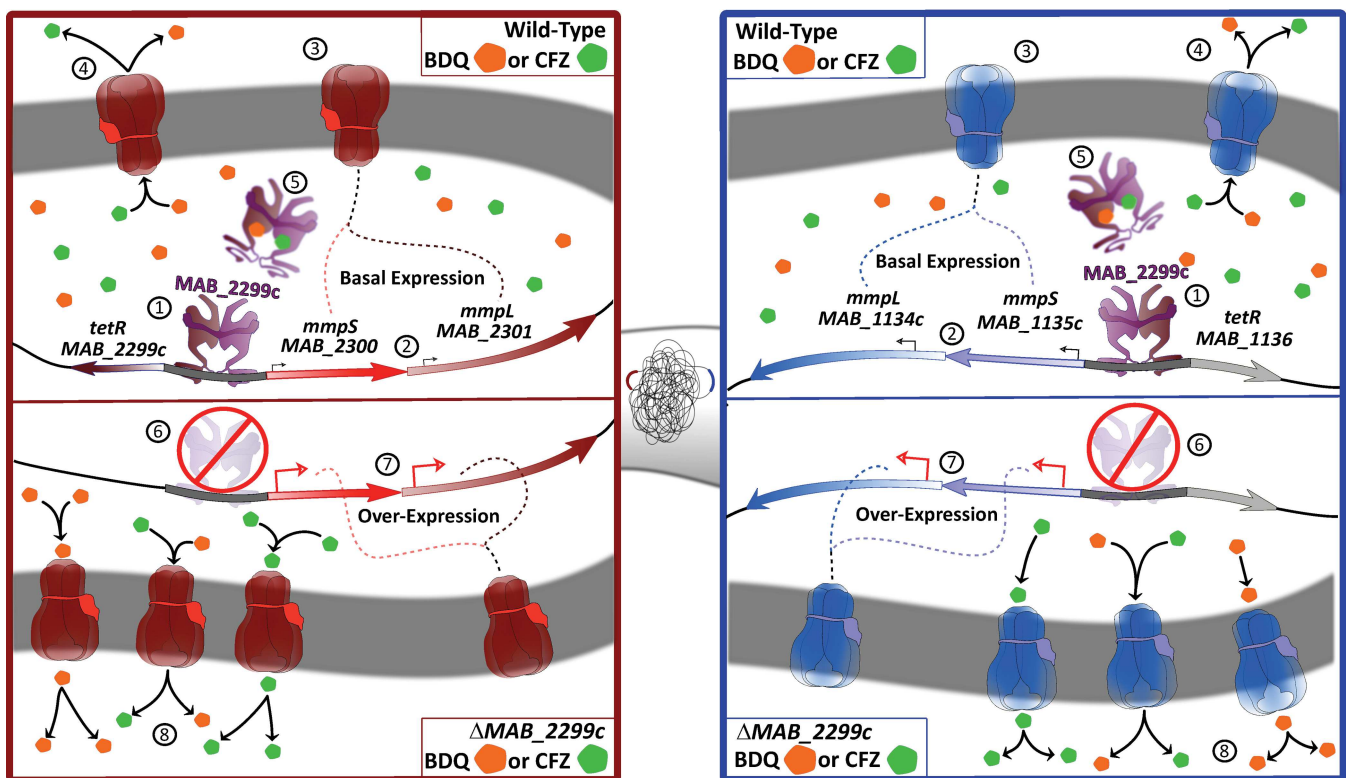 Wild-Type
BDQ or CFZ
③
④
⑤
MAB_2299c
Basal Expression
①
tetR
MAB_2299c
mmpS
MAB_2300
②
mmpL
MAB_2301
⑥
⑦
Over-Expression
⑧
ΔMAB_2299c
BDQ or CFZ
Wild-Type
BDQ or CFZ
③
④
⑤
Basal Expression
MAB_2299c
①
mmpL
MAB_1134c
②
mmpS
MAB_1135c
tetR
MAB_1136
⑥
⑦
Over-Expression
ΔMAB_2299c
BDQ or CFZ
⑧